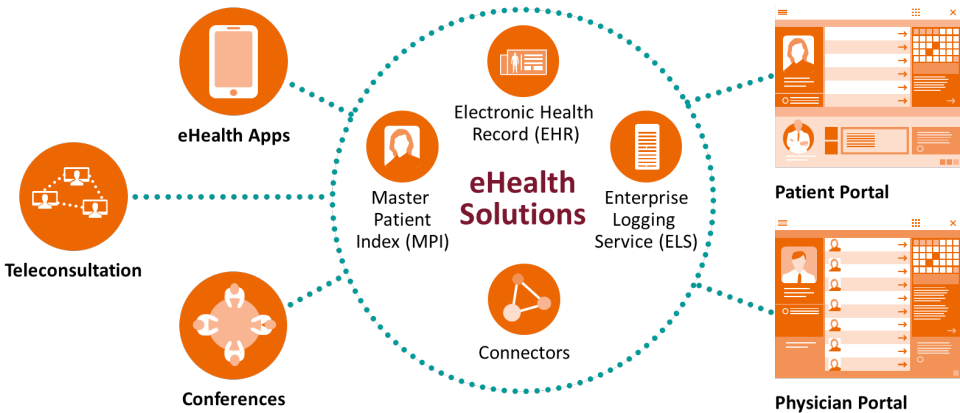 eHealth Apps
Teleconsultation
Conferences
Electronic Health
Record (EHR)
Master
Patient
Index (MPI)
eHealth
Solutions
Enterprise
Logging
Service (ELS)
Connectors
Patient Portal
Physician Portal